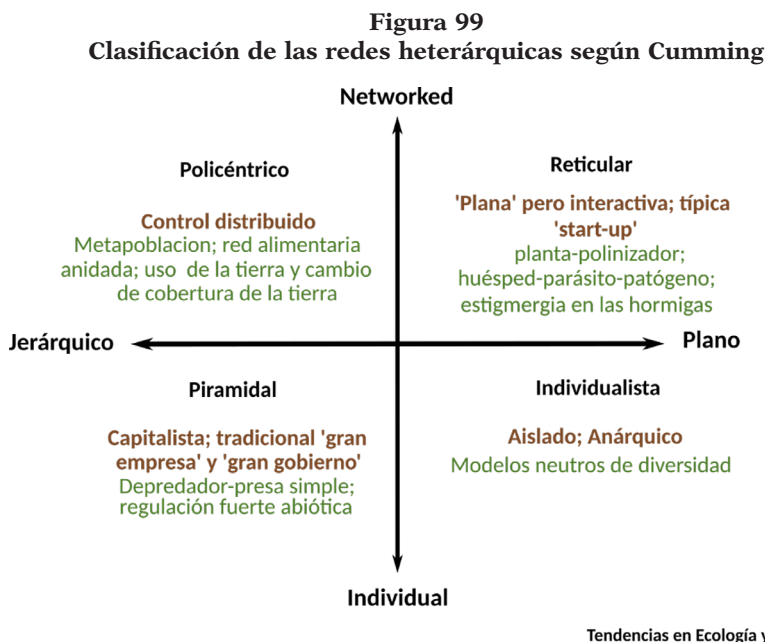 Figura 99
Clasificación de las redes heterárquicas según Cumming
Networked
Policéntrico
Control distribuido
Metapoblacion; red alimentaria
anidada; uso de la tierra y cambio
de cobertura de la tierra
Reticular
'Plana' pero interactiva; típica
'start-up'
planta-polinizador;
huésped-parásito-patógeno;
estigmergia en las hormigas
Jerárquico
Plano
Piramidal
Capitalista; tradicional 'gran
empresa' y 'gran gobierno'
Depredador-presa simple;
regulación fuerte abiótica
Individualista
Aislado; Anárquico
Modelos neutros de diversidad
Individual
Tendencias en Ecología y